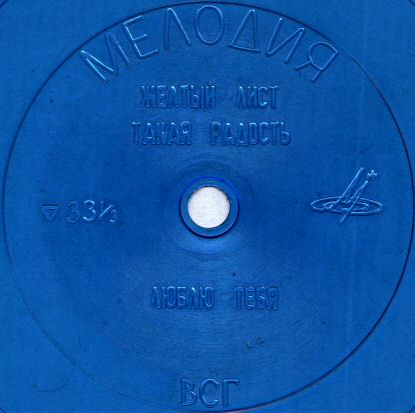 МЕЛОДИЯ
ЖЕЛТЫЙ ЛИСТ
ТАКАЯ РАДОСТЬ
▽ 33⅓
ЛЮБЛЮ ТЕБЯ
ВСГ